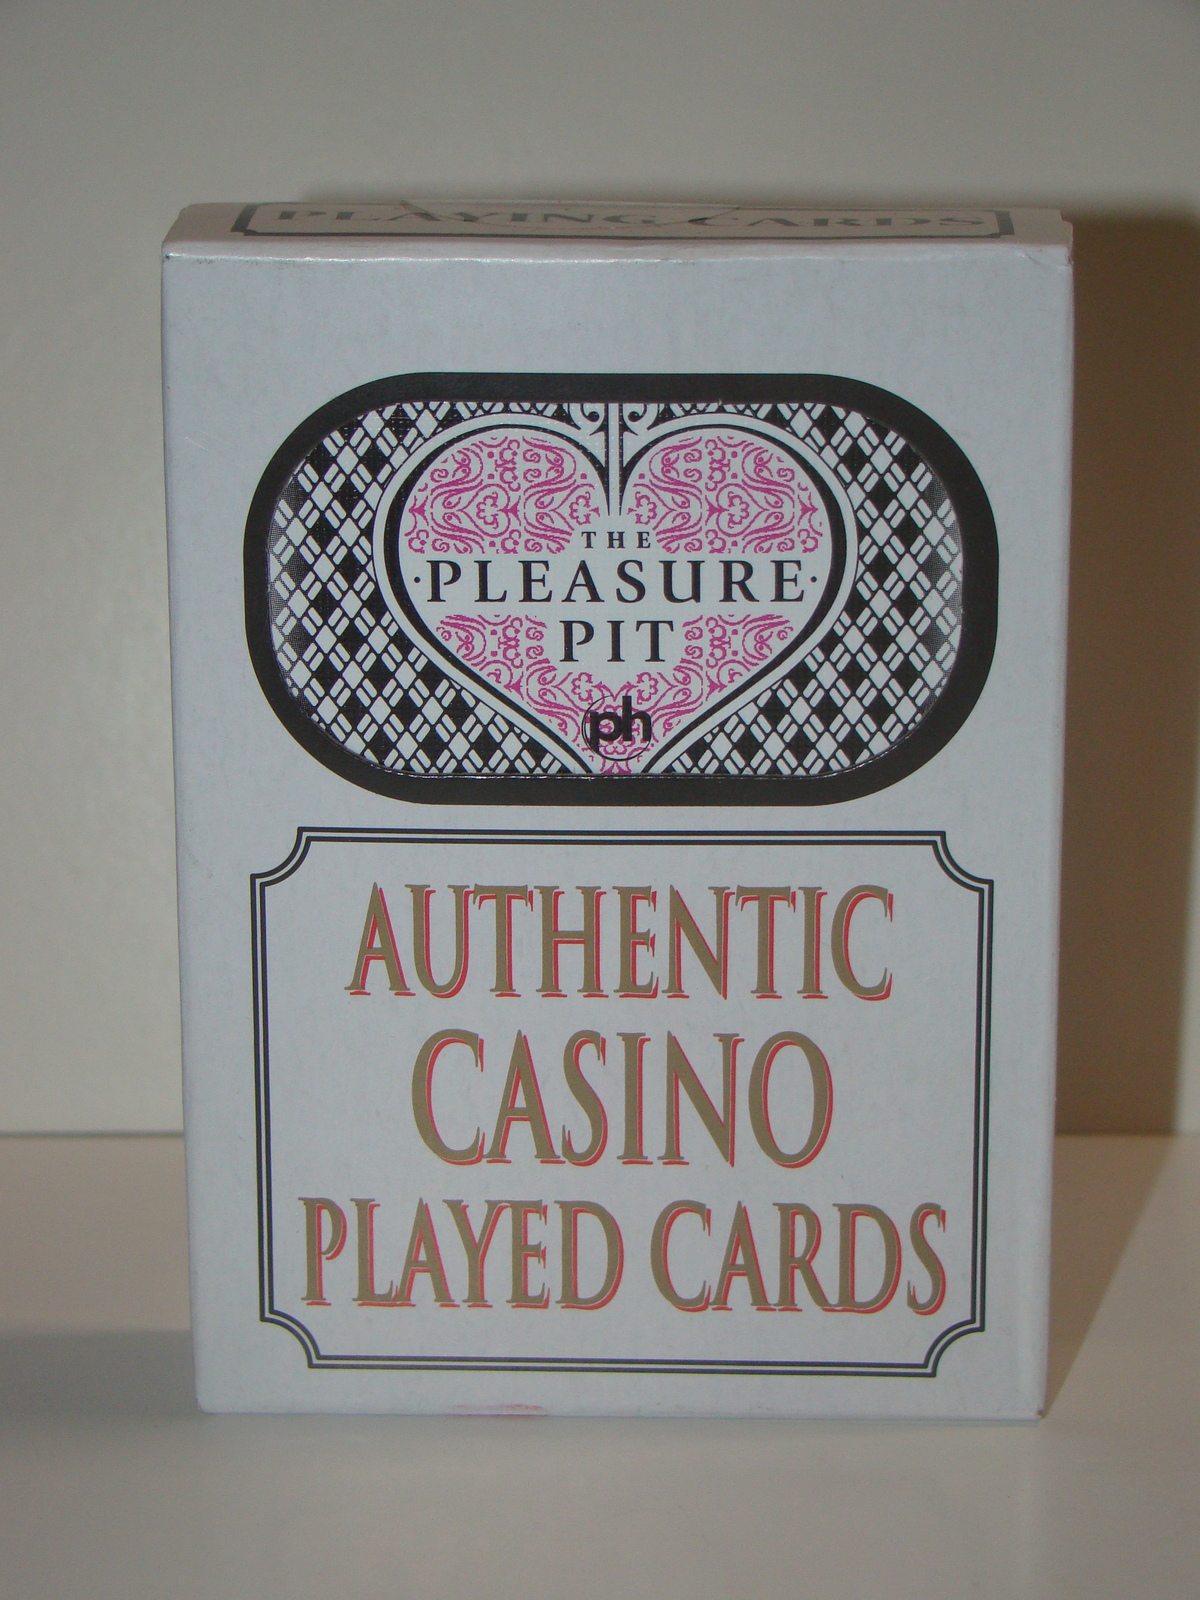 PLAYING CARDS
THE
·PLEASURE·
PIT
ph
AUTHENTIC
CASINO
PLAYED CARDS